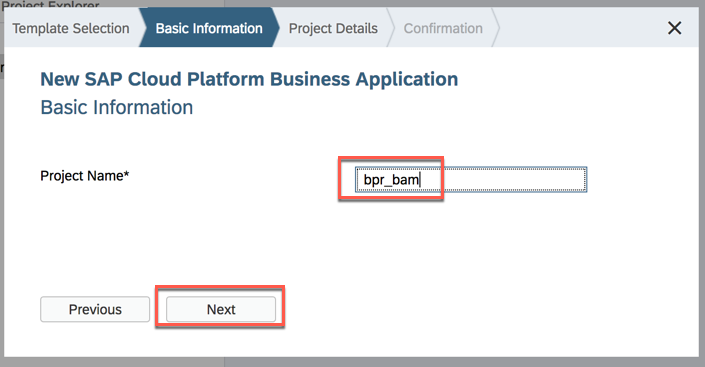 Project Explorer
Template Selection Basic Information Project Details Confirmation
New SAP Cloud Platform Business Application
Basic Information
Project Name* bpr_bam
Previous Next